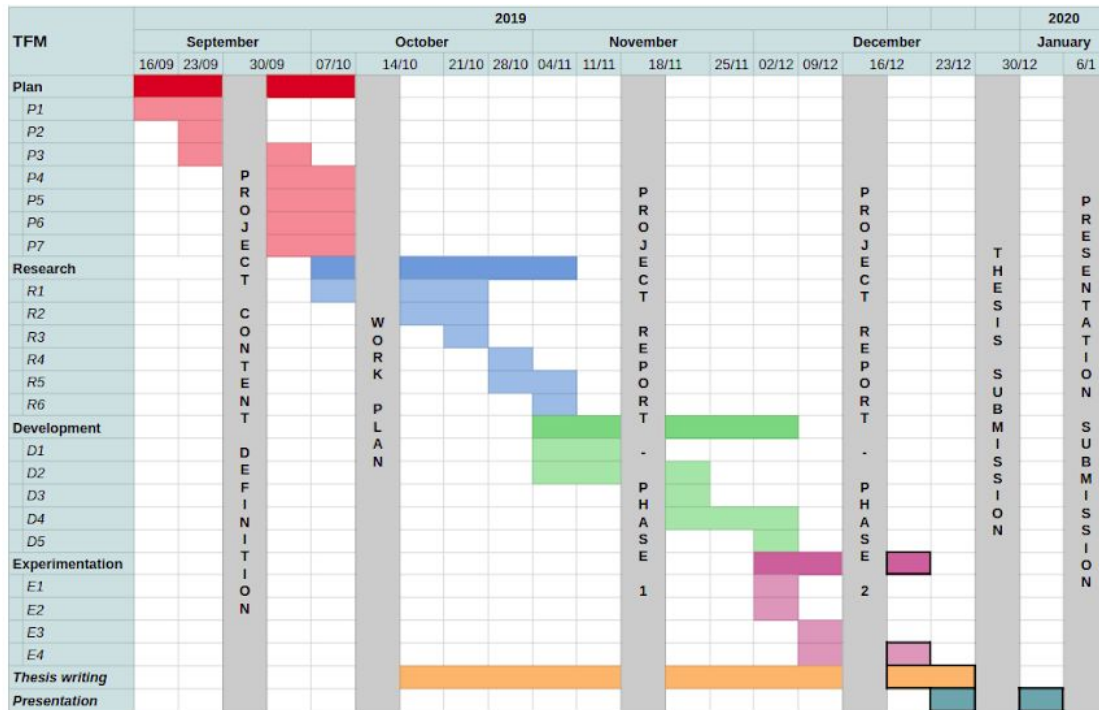 2019 2020
TFM September October November December January
16/09 23/09 30/09 07/10 14/10 21/10 28/10 04/11 11/11 18/11 25/11 02/12 09/12 16/12 23/12 30/12 6/1
Plan
P1
P2
P3
P4
P5
P6
P7
Research
R1
R2
R3
R4
R5
R6
Development
D1
D2
D3
D4
D5
Experimentation
E1
E2
E3
E4
Thesis writing
Presentation
PROJECT CONTENT DEFINITION
WORK PLAN
PROJECT REPORT - PHASE 1
PROJECT REPORT - PHASE 2
THESIS SUBMISSION
PRESENTATION SUBMISSION